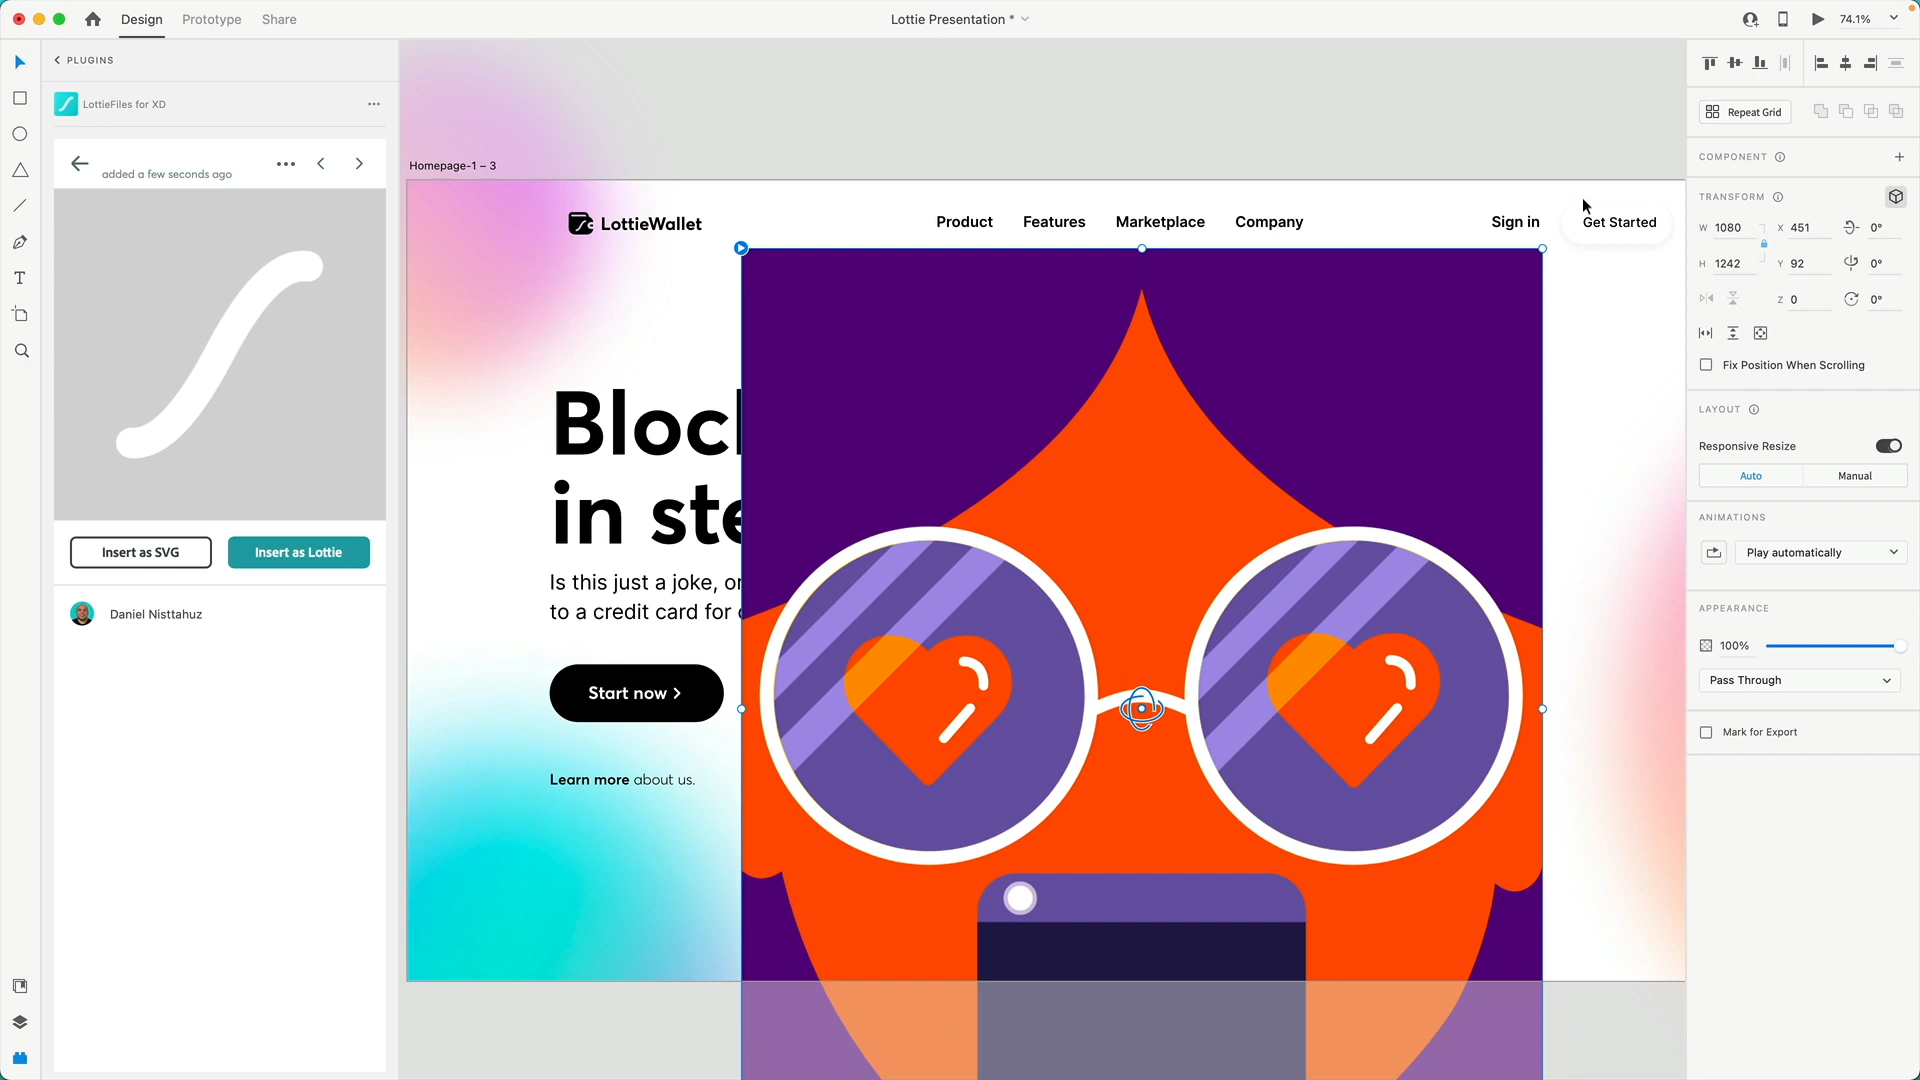 Design
Prototype
Share
Lottie Presentation *
74.1%
PLUGINS
LottieFiles for XD
added a few seconds ago
Insert as SVG
Insert as Lottie
Daniel Nisttahuz
Homepage-1 – 3
LottieWallet
Product
Features
Marketplace
Company
Sign in
Get Started
Block
in ste
Is this just a joke, or
to a credit card for
Start now
Learn more about us.
Repeat Grid
COMPONENT
TRANSFORM
W 1080
X 451
0°
H 1242
Y 92
0°
Z 0
0°
Fix Position When Scrolling
LAYOUT
Responsive Resize
Auto
Manual
ANIMATIONS
Play automatically
APPEARANCE
100%
Pass Through
Mark for Export